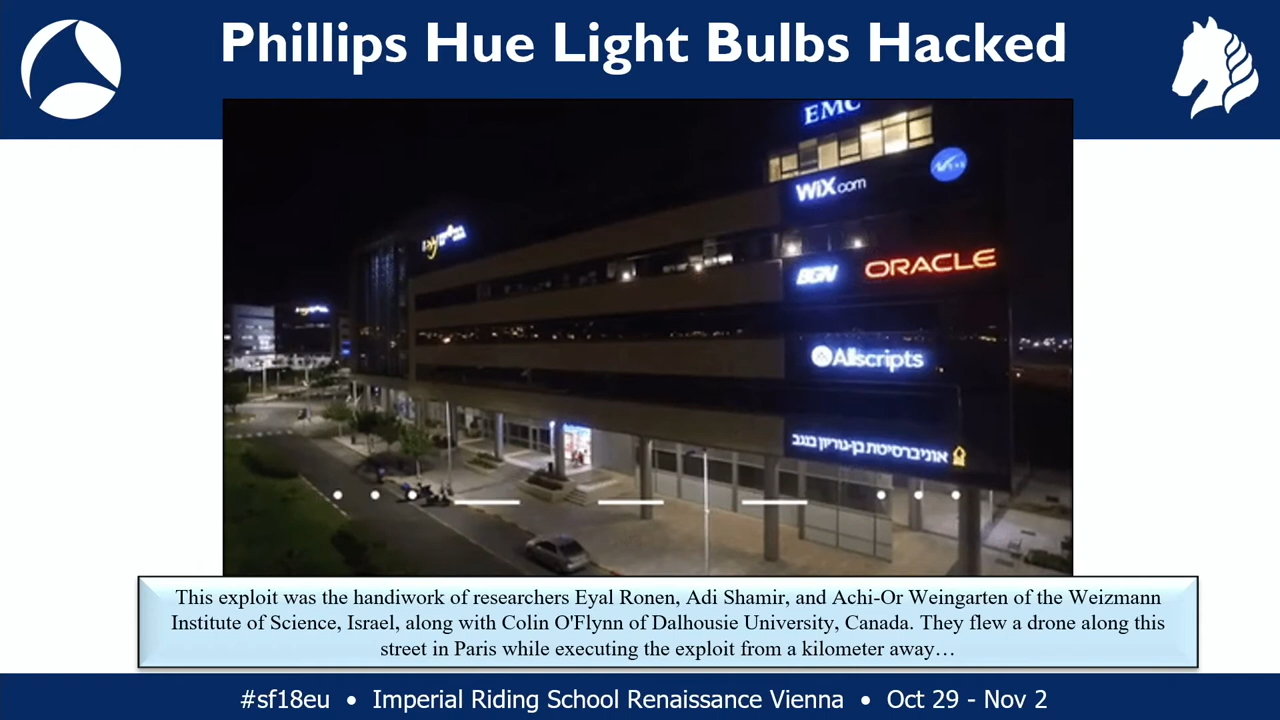 Phillips Hue Light Bulbs Hacked
EMC
WiX.com
BGN
ORACLE
Allscripts
אוניברסיטת בן-גוריון בנגב
This exploit was the handiwork of researchers Eyal Ronen, Adi Shamir, and Achi-Or Weingarten of the Weizmann
Institute of Science, Israel, along with Colin O'Flynn of Dalhousie University, Canada. They flew a drone along this
street in Paris while executing the exploit from a kilometer away…
#sf18eu • Imperial Riding School Renaissance Vienna • Oct 29 - Nov 2